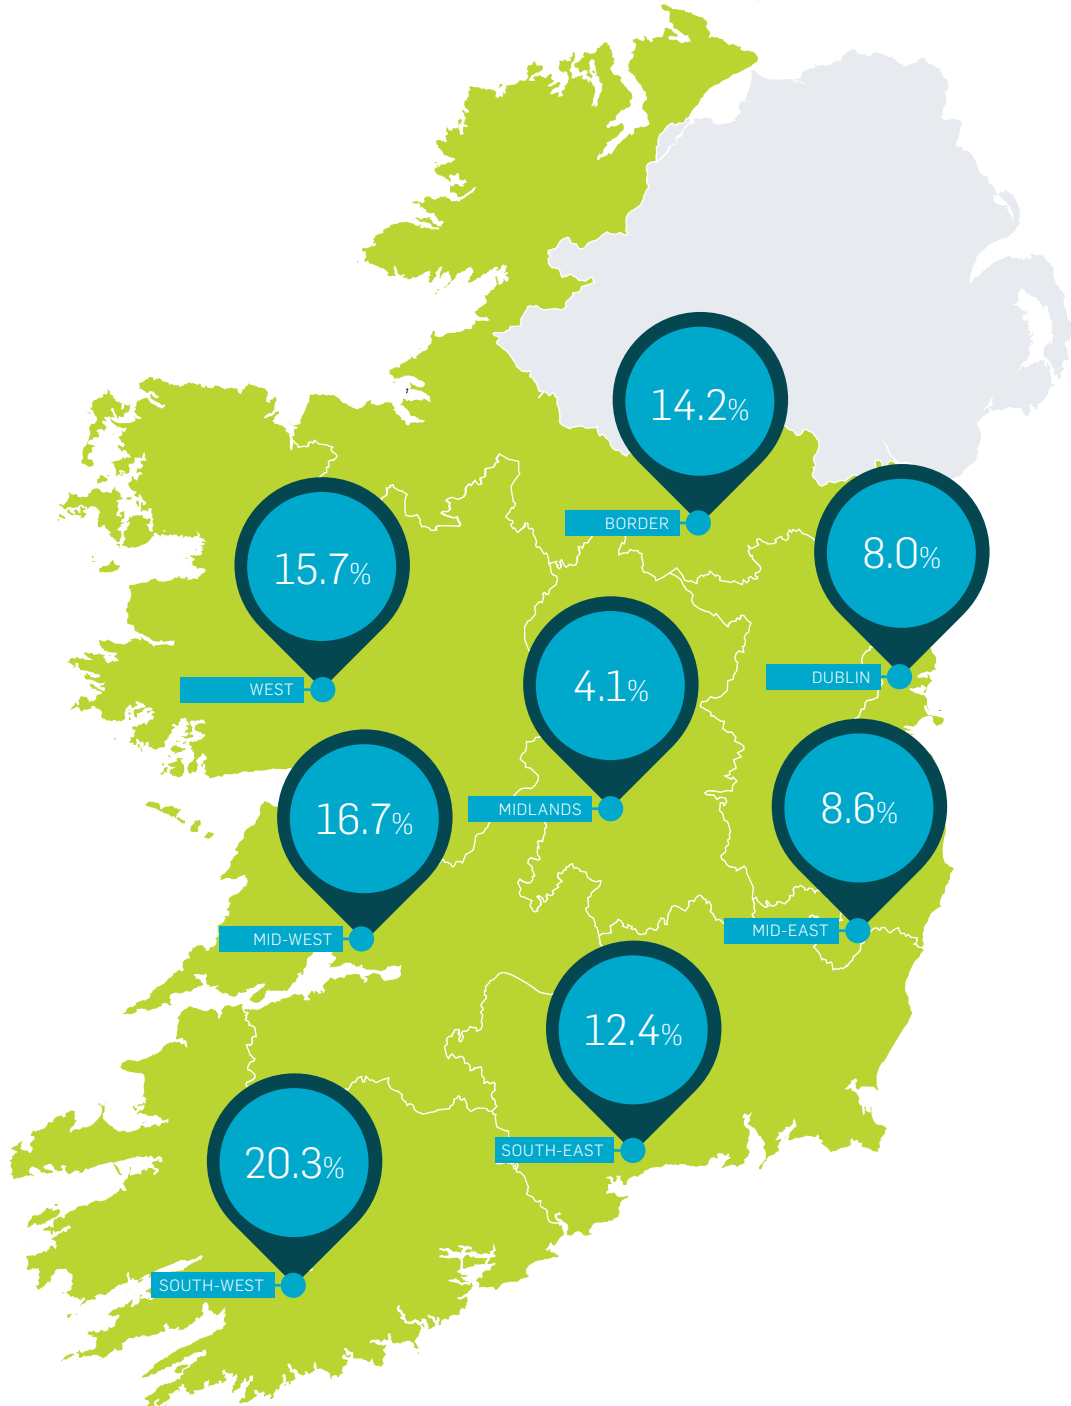 14.2%
BORDER
8.0%
DUBLIN
15.7%
WEST
4.1%
MIDLANDS
16.7%
MID-WEST
8.6%
MID-EAST
12.4%
SOUTH-EAST
20.3%
SOUTH-WEST